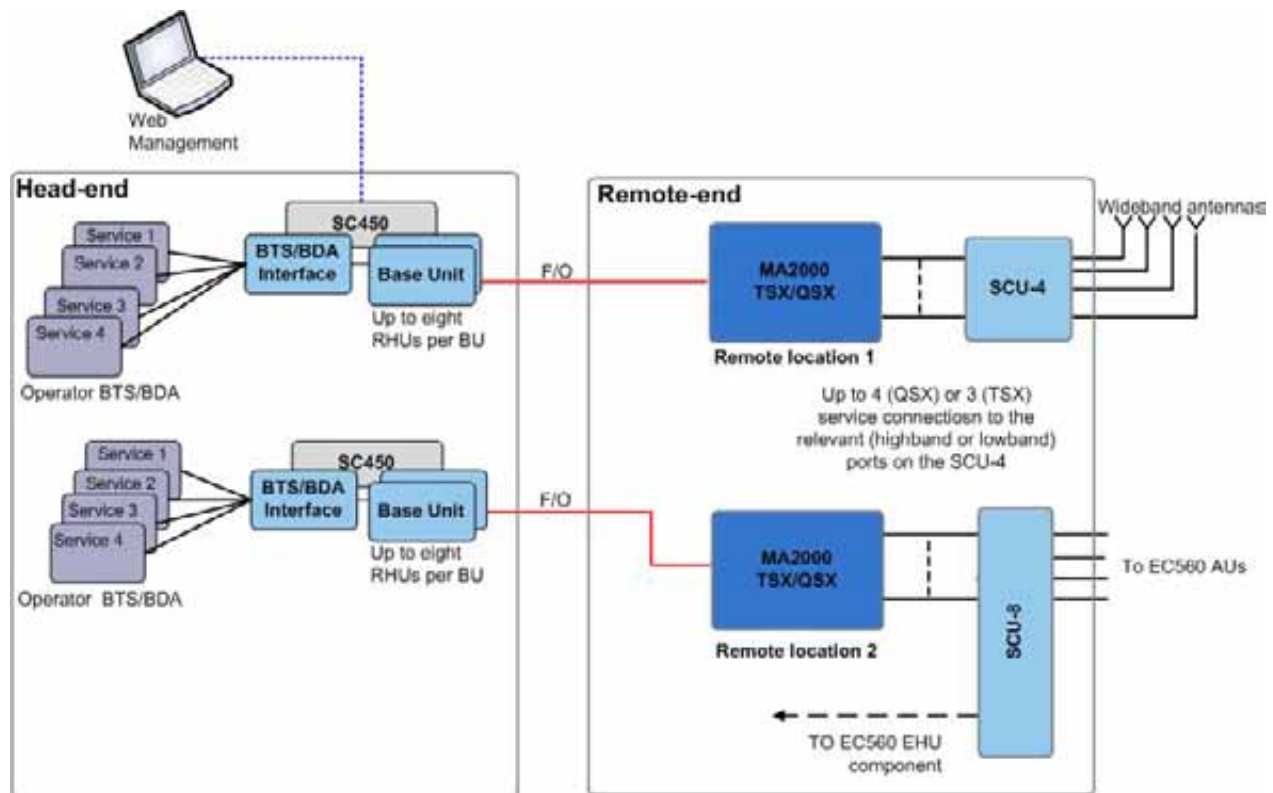 Web
Management
Head-end
Service 1
Service 2
Service 3
Service 4
Operator BTS/BDA
SC450
BTS/BDA
Interface
Base Unit
Up to eight
RHUs per BU
F/O
Remote-end
MA2000
TSX/QSX
Remote location 1
SCU-4
Wideband antennas
Up to 4 (QSX) or 3 (TSX)
service connectiosn to the
relevant (highband or lowband)
ports on the SCU-4
Service 1
Service 2
Service 3
Service 4
Operator BTS/BDA
SC450
BTS/BDA
Interface
Base Unit
Up to eight
RHUs per BU
F/O
MA2000
TSX/QSX
Remote location 2
SCU-8
To EC560 AUs
TO EC560 EHU
component